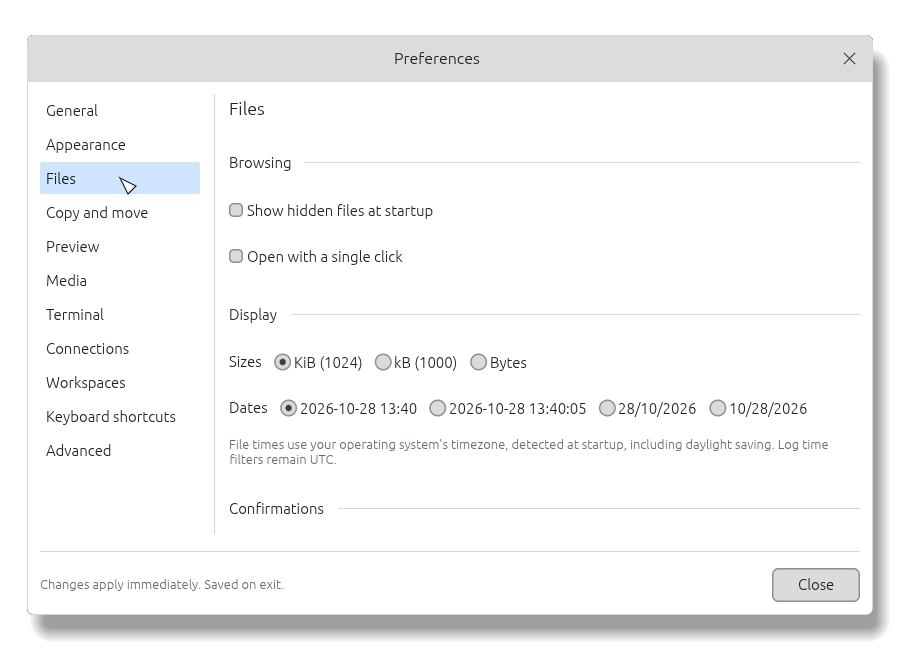 Preferences
General
Appearance
Files
Copy and move
Preview
Media
Terminal
Connections
Workspaces
Keyboard shortcuts
Advanced
Files
Browsing
Show hidden files at startup
Open with a single click
Display
Sizes KiB (1024) kB (1000) Bytes
Dates 2026-10-28 13:40 2026-10-28 13:40:05 28/10/2026 10/28/2026
File times use your operating system's timezone, detected at startup, including daylight saving. Log time
filters remain UTC.
Confirmations
Changes apply immediately. Saved on exit.
Close